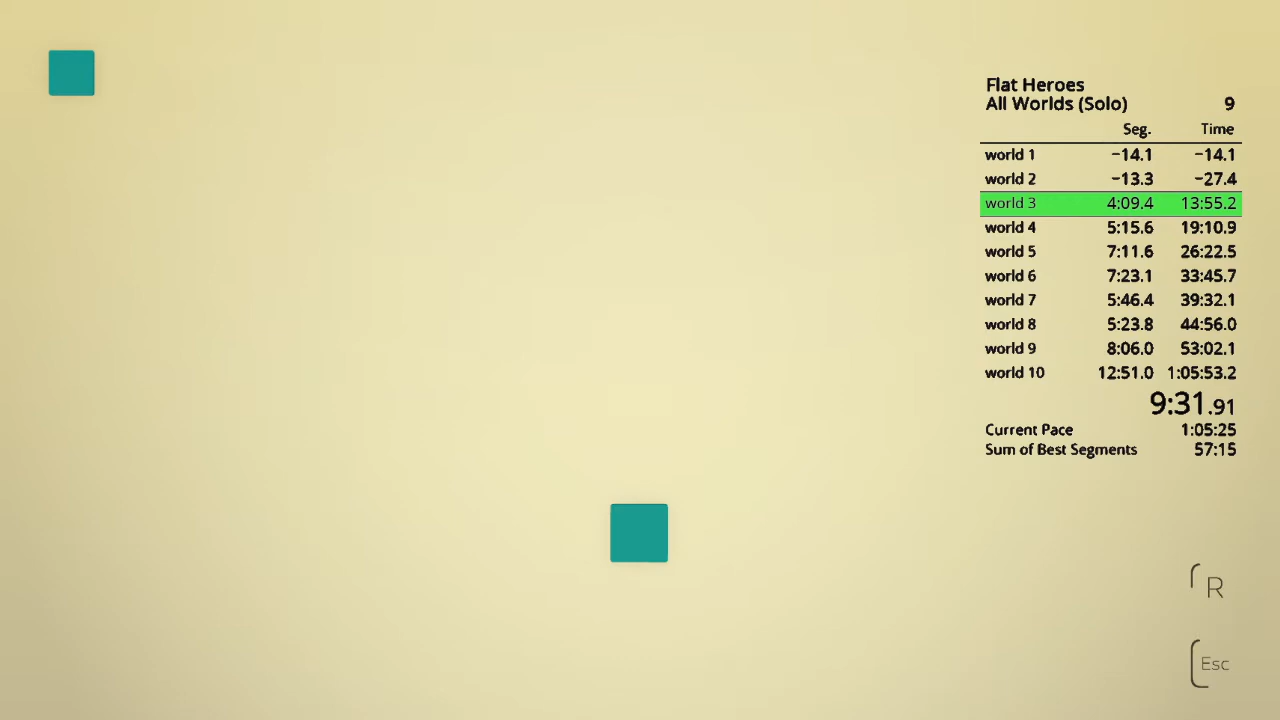 Flat Heroes
All Worlds (Solo) 9
Seg. Time
world 1 −14.1 −14.1
world 2 −13.3 −27.4
world 3 4:09.4 13:55.2
world 4 5:15.6 19:10.9
world 5 7:11.6 26:22.5
world 6 7:23.1 33:45.7
world 7 5:46.4 39:32.1
world 8 5:23.8 44:56.0
world 9 8:06.0 53:02.1
world 10 12:51.0 1:05:53.2
9:31.91
Current Pace 1:05:25
Sum of Best Segments 57:15
R
Esc